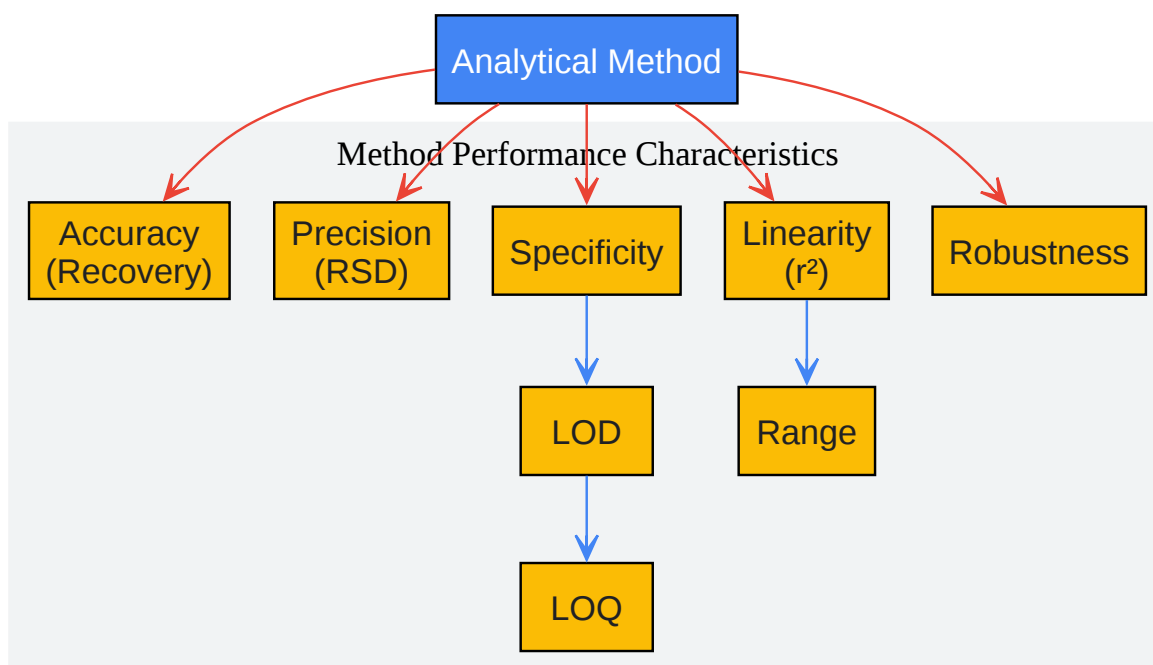 Analytical Method
Method Performance Characteristics
Accuracy
(Recovery)
Precision
(RSD)
Specificity
Linearity
(r²)
Robustness
LOD
Range
LOQ